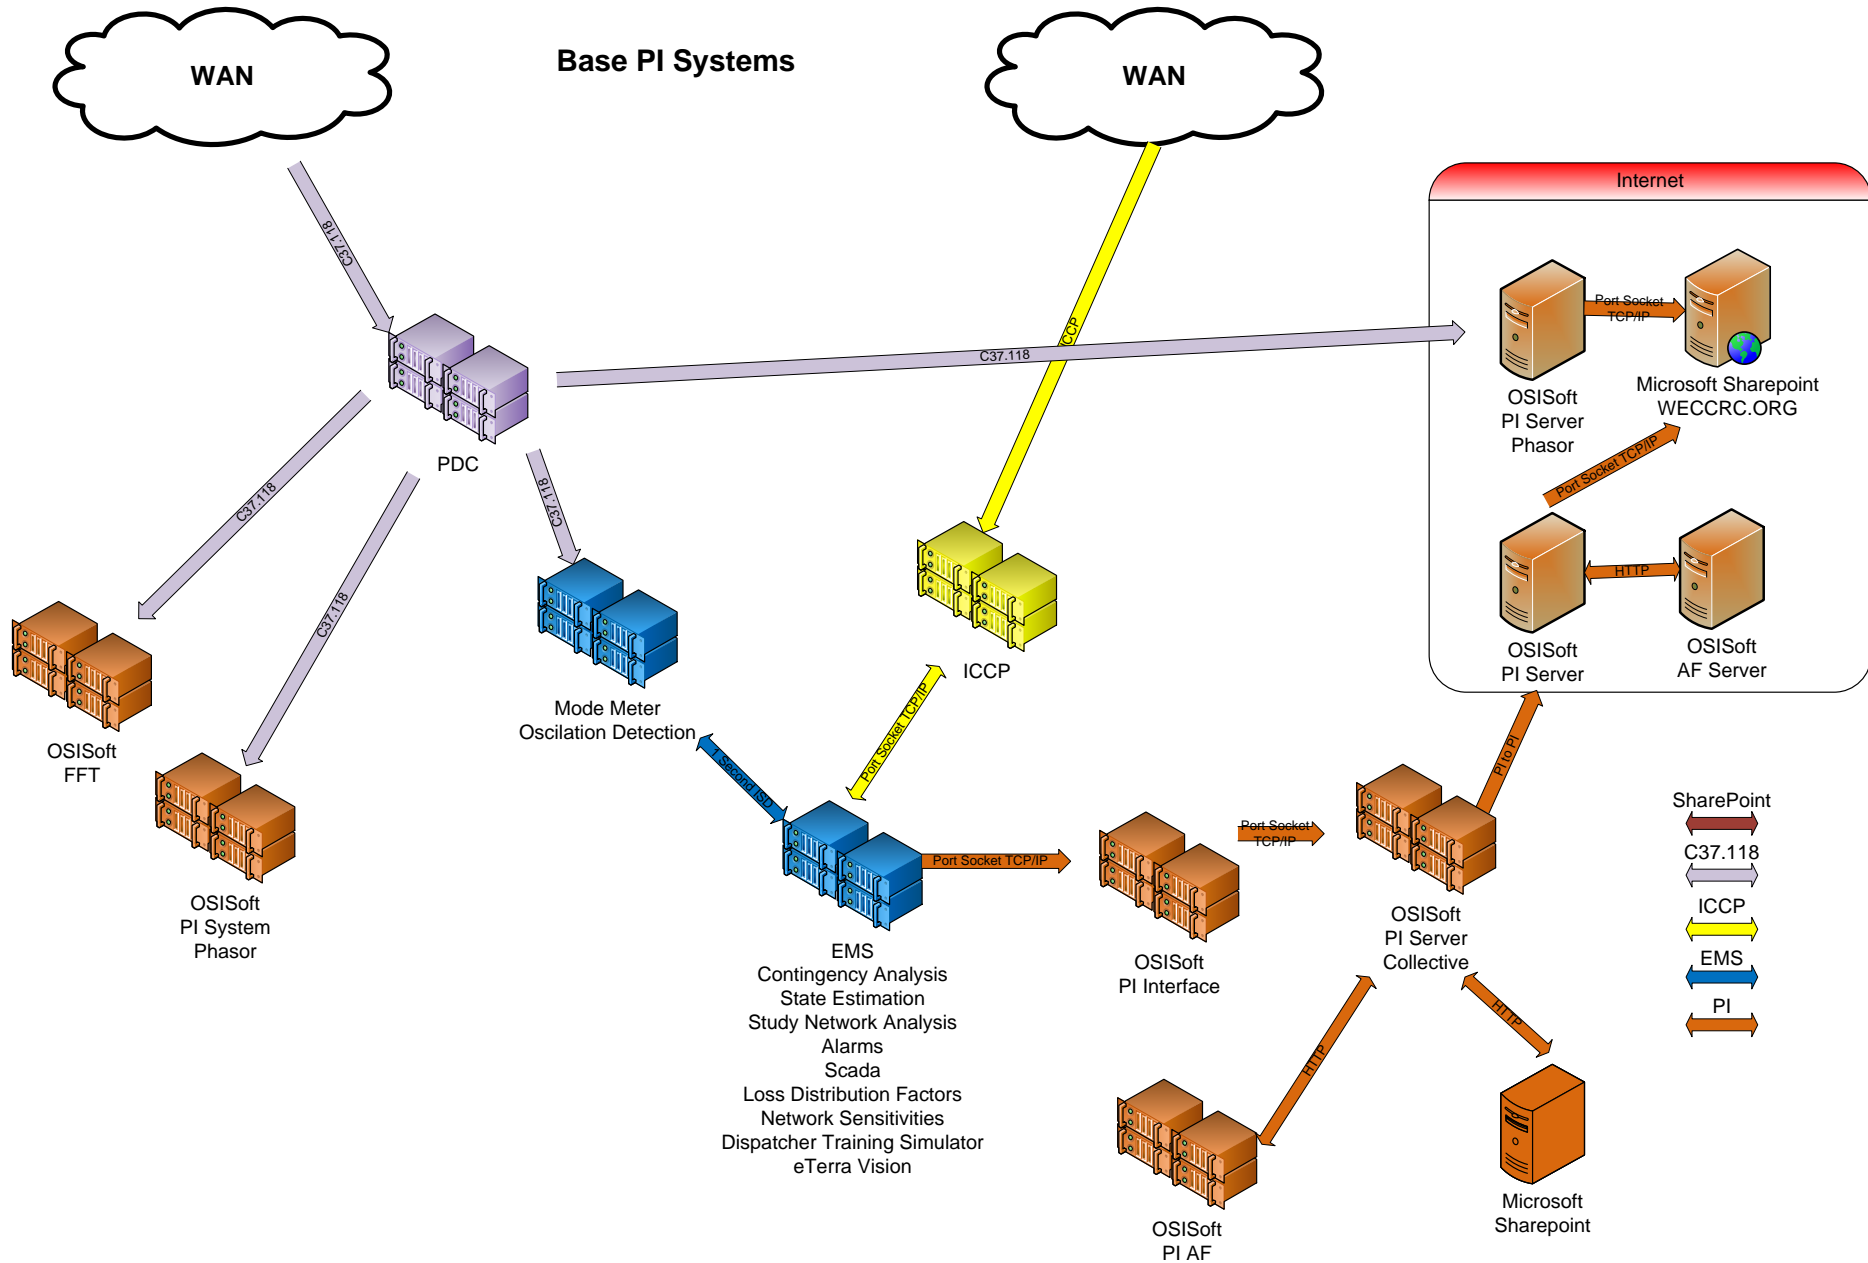 Base PI Systems
WAN
WAN
Internet
C37.118
ICCP
C37.118
Port Socket
TCP/IP
OSISoft
PI Server
Phasor
Microsoft Sharepoint
WECCRC.ORG
PDC
C37.118
C37.118
C37.118
Port Socket TCP/IP
HTTP
OSISoft
PI Server
OSISoft
AF Server
ICCP
Mode Meter
Oscilation Detection
OSISoft
FFT
OSISoft
PI System
Phasor
1 Second ISD
Port Socket TCP/IP
Port Socket TCP/IP
Port Socket
TCP/IP
PI to PI
EMS
Contingency Analysis
State Estimation
Study Network Analysis
Alarms
Scada
Loss Distribution Factors
Network Sensitivities
Dispatcher Training Simulator
eTerra Vision
OSISoft
PI Interface
OSISoft
PI Server
Collective
HTTP
HTTP
OSISoft
PI AF
Microsoft
Sharepoint
SharePoint
C37.118
ICCP
EMS
PI